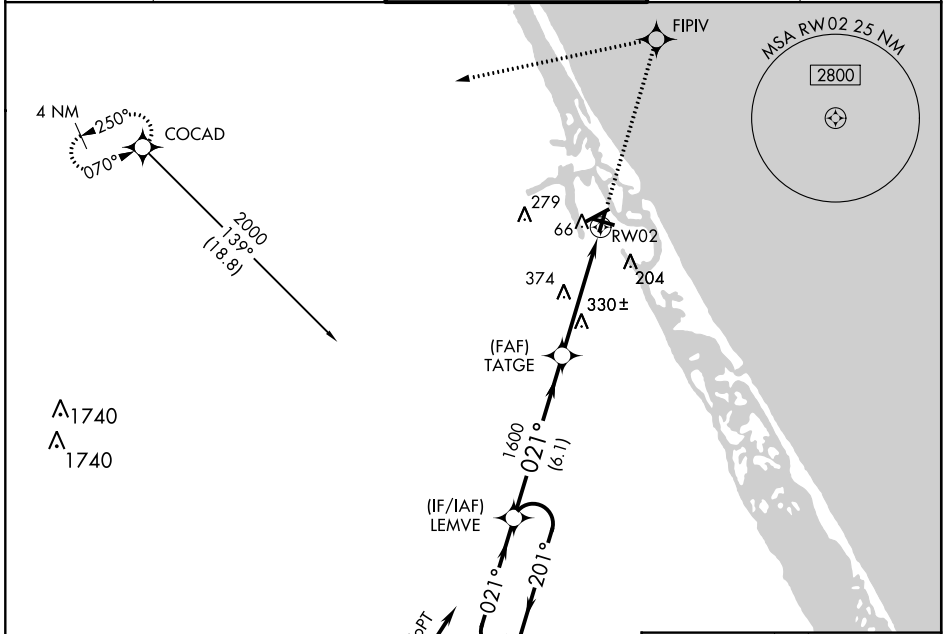 FIPIV
MSA RW02 25 NM
2800
4 NM
250°
COCAD
070°
2000
139°
(18.8)
279
66
RW02
204
374
330±
(FAF)
TATGE
1740
1740
1600
021°
(6.1)
(IF/IAF)
LEMVE
021°
201°